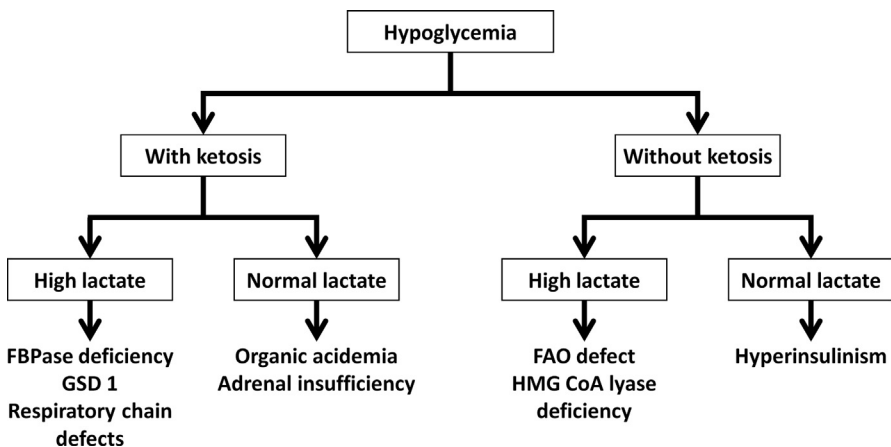 Hypoglycemia
With ketosis
Without ketosis
High lactate
Normal lactate
High lactate
Normal lactate
FBPase deficiency
GSD 1
Respiratory chain
defects
Organic acidemia
Adrenal insufficiency
FAO defect
HMG CoA lyase
deficiency
Hyperinsulinism